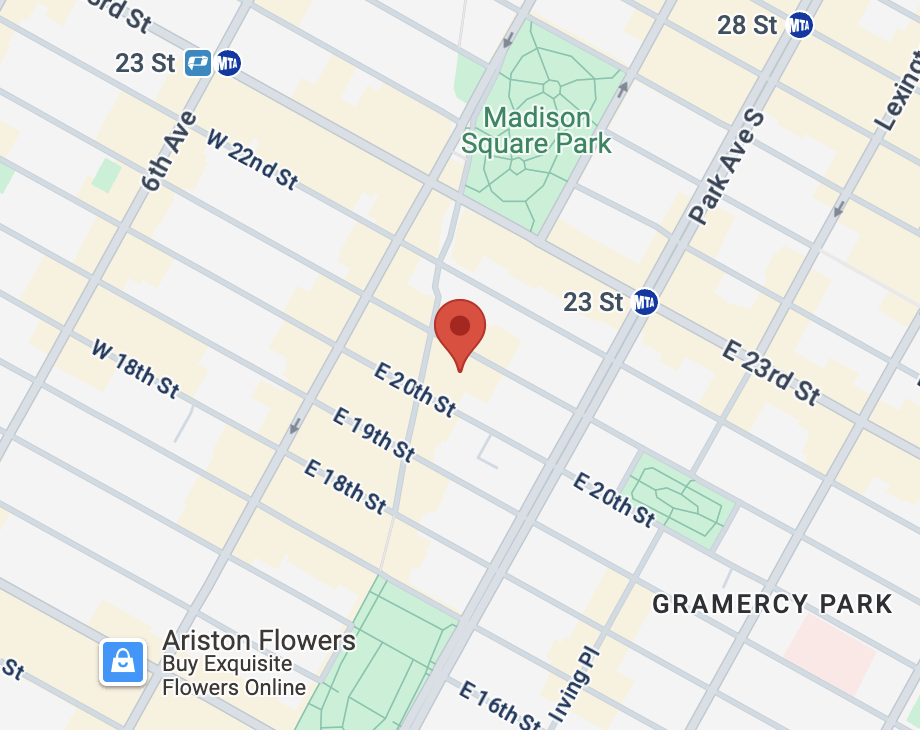 3rd St
28 St
MTA
23 St
MTA
Lexingt
Madison
Square Park
6th Ave
W 22nd St
Park Ave S
23 St
MTA
E 23rd St
W 18th St
E 20th St
E 19th St
E 18th St
E 20th St
GRAMERCY PARK
Ariston Flowers
Buy Exquisite
Flowers Online
St
E 16th St
Irving Pl